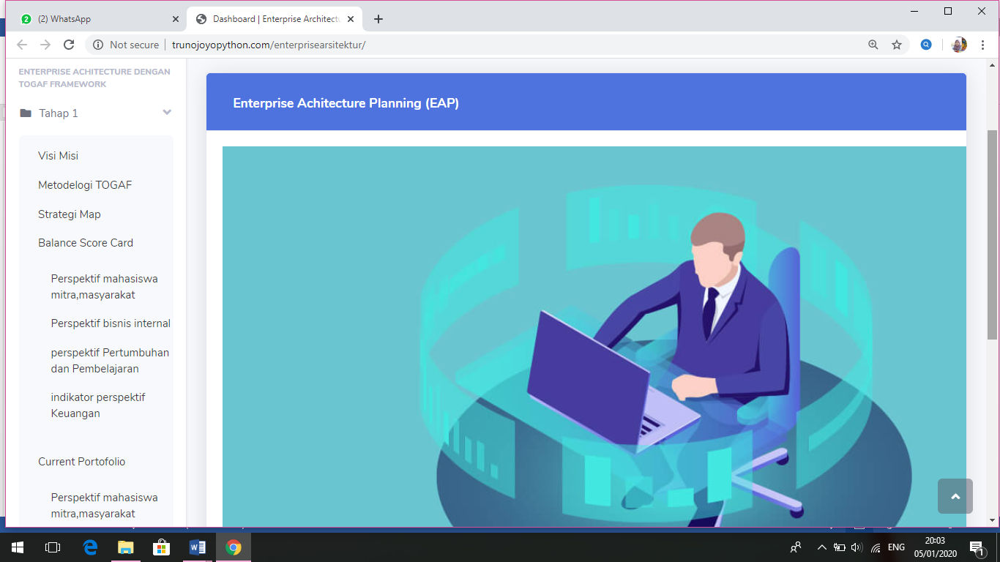 (2) WhatsApp
Dashboard | Enterprise Architectu
Not secure
trunojoyopython.com/enterprisearsitektur/
ENTERPRISE ACHITECTURE DENGAN
TOGAF FRAMEWORK
Tahap 1
Visi Misi
Metodelogi TOGAF
Strategi Map
Balance Score Card
Perspektif mahasiswa
mitra,masyarakat
Perspektif bisnis internal
perspektif Pertumbuhan
dan Pembelajaran
indikator perspektif
Keuangan
Current Portofolio
Perspektif mahasiswa
mitra,masyarakat
Enterprise Achitecture Planning (EAP)
ENG
20:03
05/01/2020
1